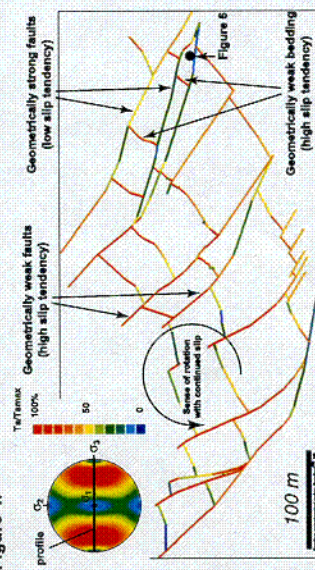 Figure 5
Geometrically strong faults
(low slip tendency)
Geometrically weak bedding
(high slip tendency)
Geometrically weak faults
(high slip tendency)
Sense of rotation
with continued slip
Ts/Tsmax
100%
50
0
σ2
σ1
σ3
profile
100 m